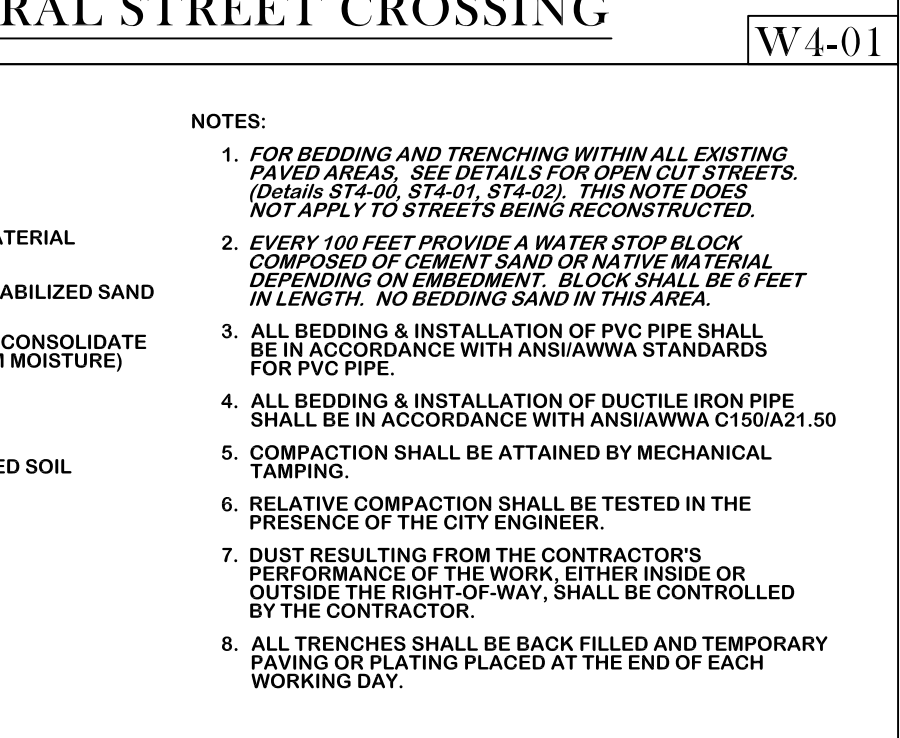 RAL STREET CROSSING
W4-01
NOTES:
1. FOR BEDDING AND TRENCHING WITHIN ALL EXISTING
PAVED AREAS, SEE DETAILS FOR OPEN CUT STREETS.
(Details ST4-00, ST4-01, ST4-02). THIS NOTE DOES
NOT APPLY TO STREETS BEING RECONSTRUCTED.
2. EVERY 100 FEET PROVIDE A WATER STOP BLOCK
COMPOSED OF CEMENT SAND OR NATIVE MATERIAL
DEPENDING ON EMBEDMENT. BLOCK SHALL BE 6 FEET
IN LENGTH. NO BEDDING SAND IN THIS AREA.
3. ALL BEDDING & INSTALLATION OF PVC PIPE SHALL
BE IN ACCORDANCE WITH ANSI/AWWA STANDARDS
FOR PVC PIPE.
4. ALL BEDDING & INSTALLATION OF DUCTILE IRON PIPE
SHALL BE IN ACCORDANCE WITH ANSI/AWWA C150/A21.50
5. COMPACTION SHALL BE ATTAINED BY MECHANICAL
TAMPING.
6. RELATIVE COMPACTION SHALL BE TESTED IN THE
PRESENCE OF THE CITY ENGINEER.
7. DUST RESULTING FROM THE CONTRACTOR'S
PERFORMANCE OF THE WORK, EITHER INSIDE OR
OUTSIDE THE RIGHT-OF-WAY, SHALL BE CONTROLLED
BY THE CONTRACTOR.
8. ALL TRENCHES SHALL BE BACK FILLED AND TEMPORARY
PAVING OR PLATING PLACED AT THE END OF EACH
WORKING DAY.
ATERIAL
ABILIZED SAND
CONSOLIDATE
M MOISTURE)
ED SOIL